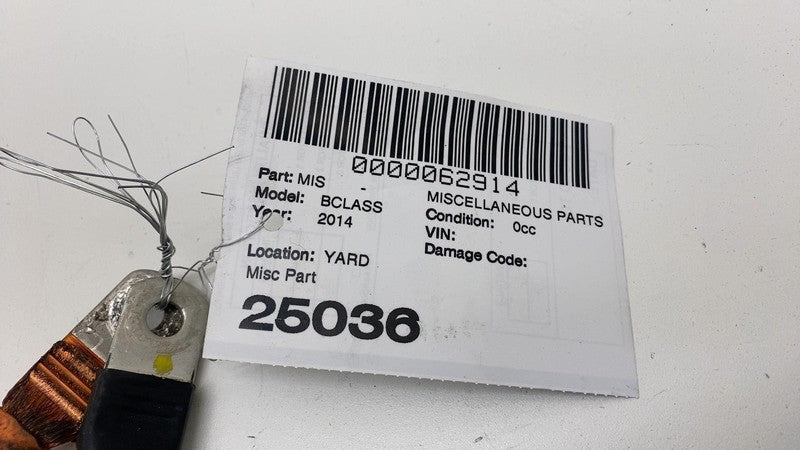 0000062914
Part: MIS - MISCELLANEOUS PARTS
Model: BCLASS Condition: 0cc
Year: 2014 VIN:
Damage Code:
Location: YARD
Misc Part
25036